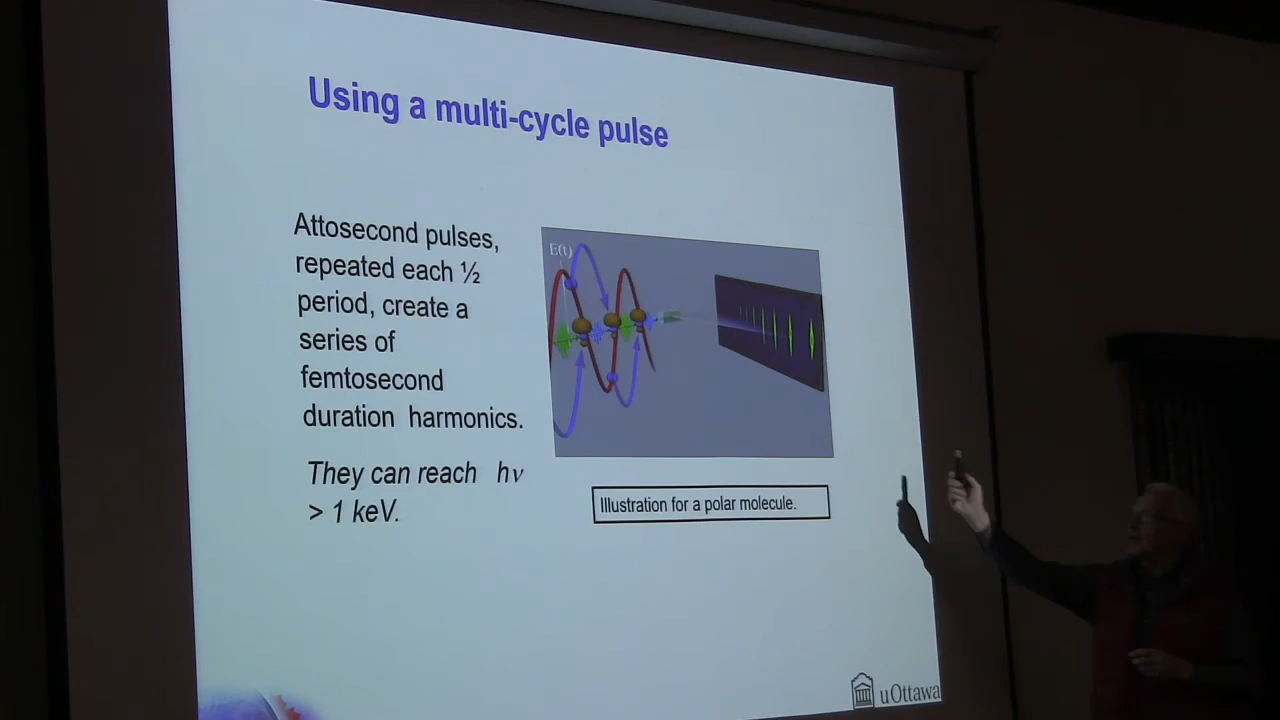 Using a multi-cycle pulse
Attosecond pulses,
repeated each ½
period, create a
series of
femtosecond
duration harmonics.
They can reach hν
> 1 keV.
E(t)
Illustration for a polar molecule.
uOttawa